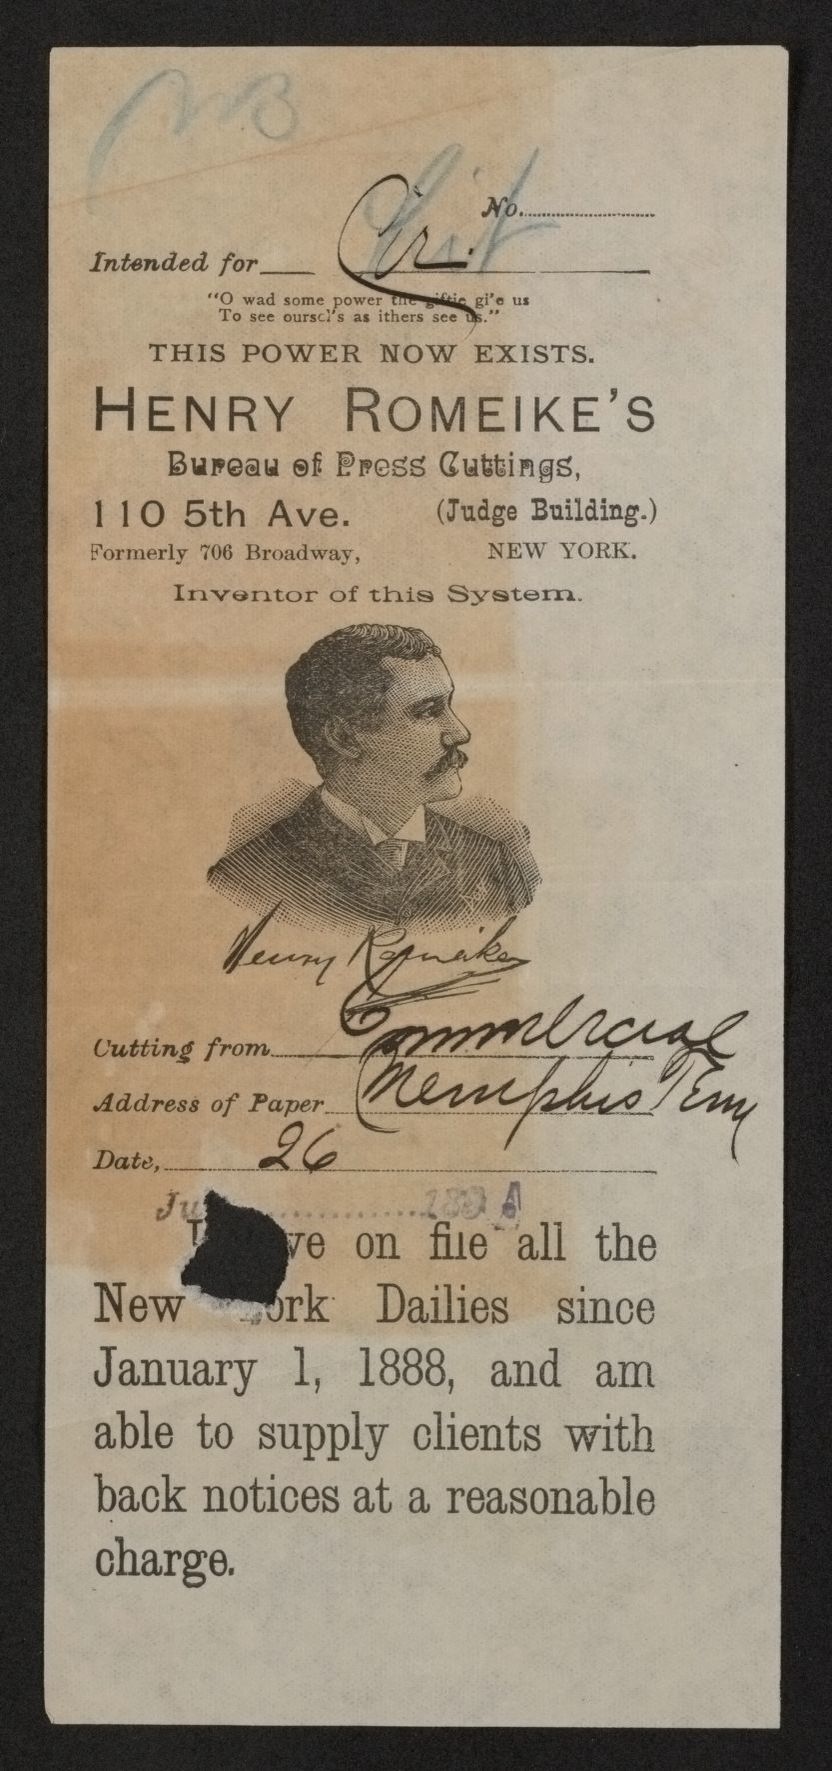 No.
Intended for Cir.
"O wad some power the giftie gi'e us
To see oursel's as ithers see us."
THIS POWER NOW EXISTS.
HENRY ROMEIKE'S
Bureau of Press Cuttings,
110 5th Ave. (Judge Building.)
Formerly 706 Broadway, NEW YORK.
Inventor of this System.
Henry Romeike
Cutting from Commercial
Address of Paper Memphis Tenn
Date, 26
ve on file all the
New ork Dailies since
January 1, 1888, and am
able to supply clients with
back notices at a reasonable
charge.